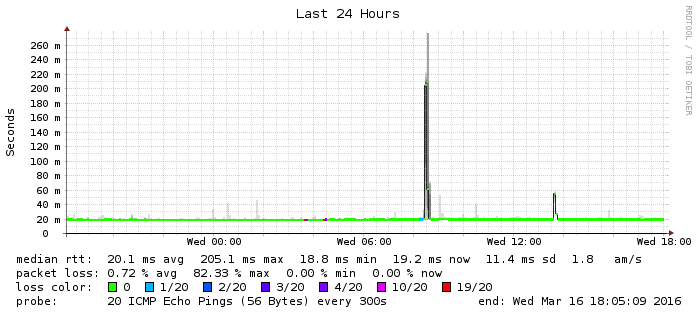 Last 24 Hours
RRDTOOL / TOBI OETIKER
Seconds
260 m
240 m
220 m
200 m
180 m
160 m
140 m
120 m
100 m
80 m
60 m
40 m
20 m
0
Wed 00:00 Wed 06:00 Wed 12:00 Wed 18:00
median rtt: 20.1 ms avg 205.1 ms max 18.8 ms min 19.2 ms now 11.4 ms sd 1.8 am/s
packet loss: 0.72 % avg 82.33 % max 0.00 % min 0.00 % now
loss color: 0 1/20 2/20 3/20 4/20 10/20 19/20
probe: 20 ICMP Echo Pings (56 Bytes) every 300s end: Wed Mar 16 18:05:09 2016